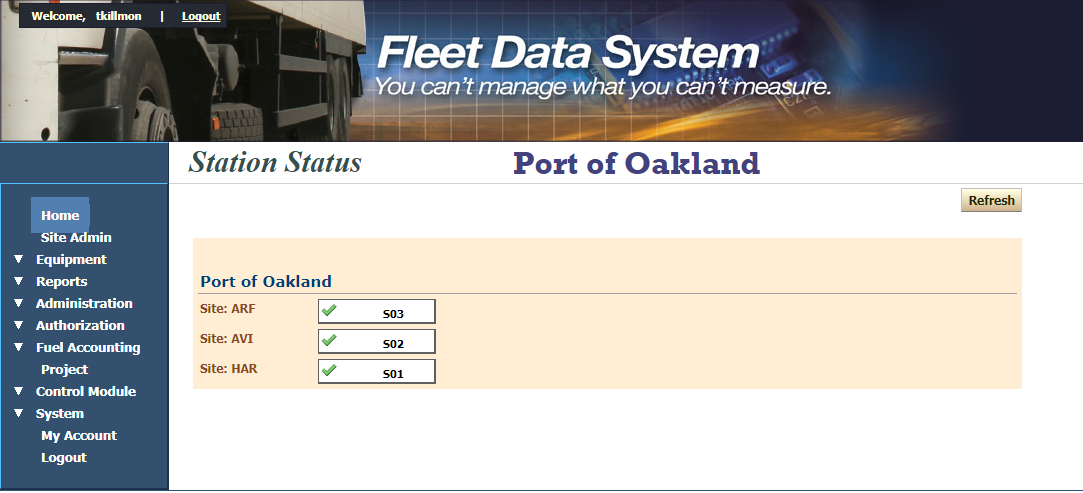 Welcome, tkillmon | Logout
Fleet Data System
You can't manage what you can't measure.
Station Status
Port of Oakland
Refresh
Home
Site Admin
Equipment
Reports
Administration
Authorization
Fuel Accounting
Project
Control Module
System
My Account
Logout
Port of Oakland
Site: ARF S03
Site: AVI S02
Site: HAR S01